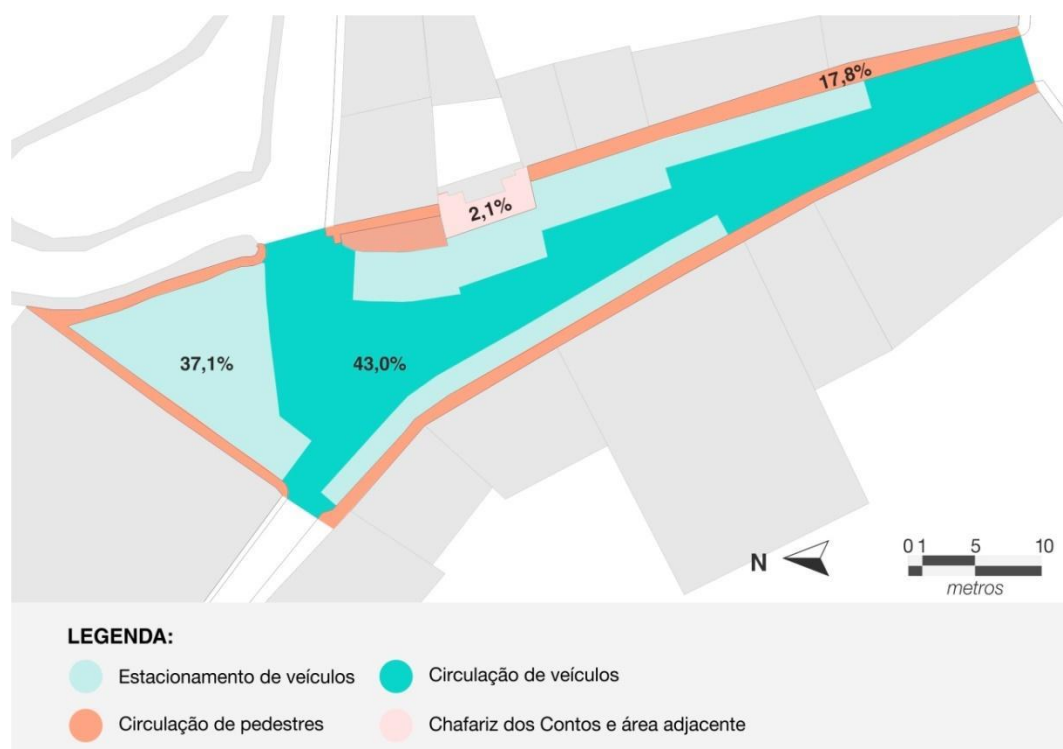 17,8%
2,1%
37,1%
43,0%
N
0 1 5 10
metros
LEGENDA:
Estacionamento de veículos
Circulação de veículos
Circulação de pedestres
Chafariz dos Contos e área adjacente